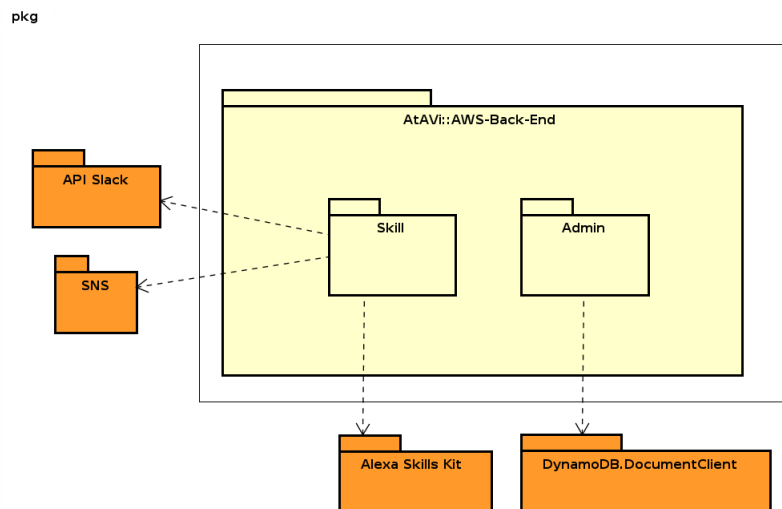 pkg
AtAVi::AWS-Back-End
API Slack
Skill
Admin
SNS
Alexa Skills Kit
DynamoDB.DocumentClient